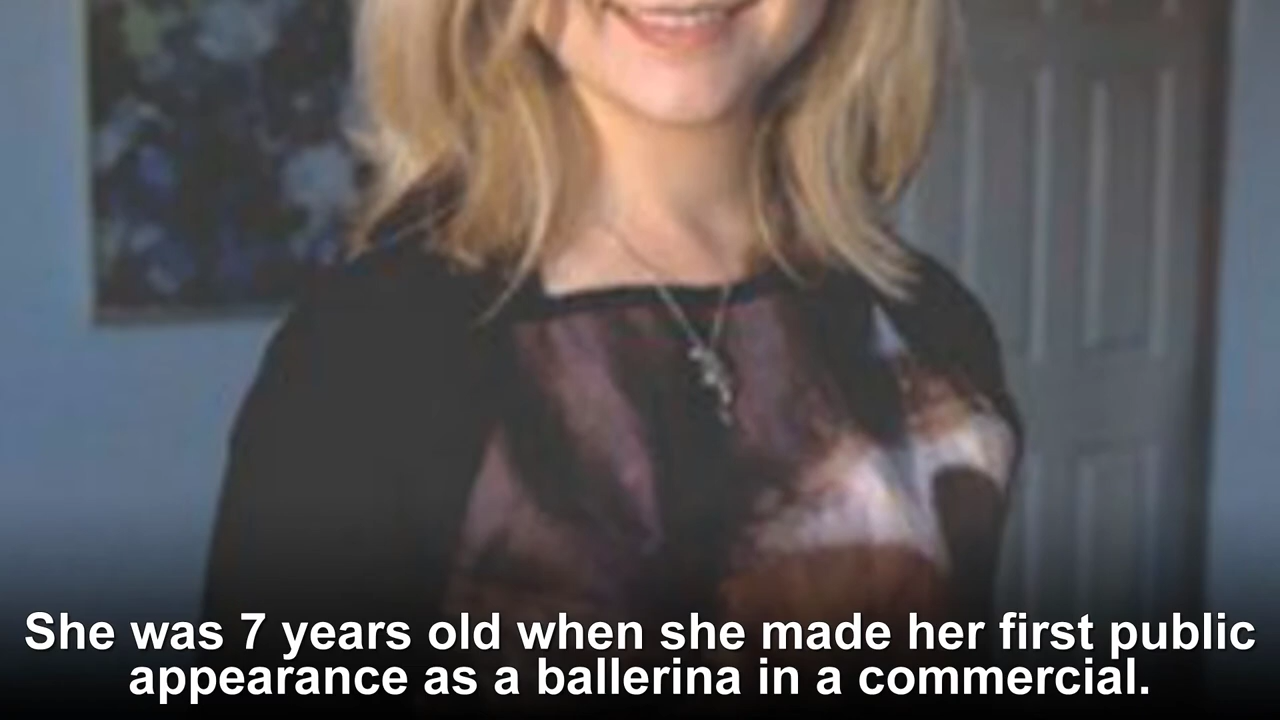 She was 7 years old when she made her first public
appearance as a ballerina in a commercial.